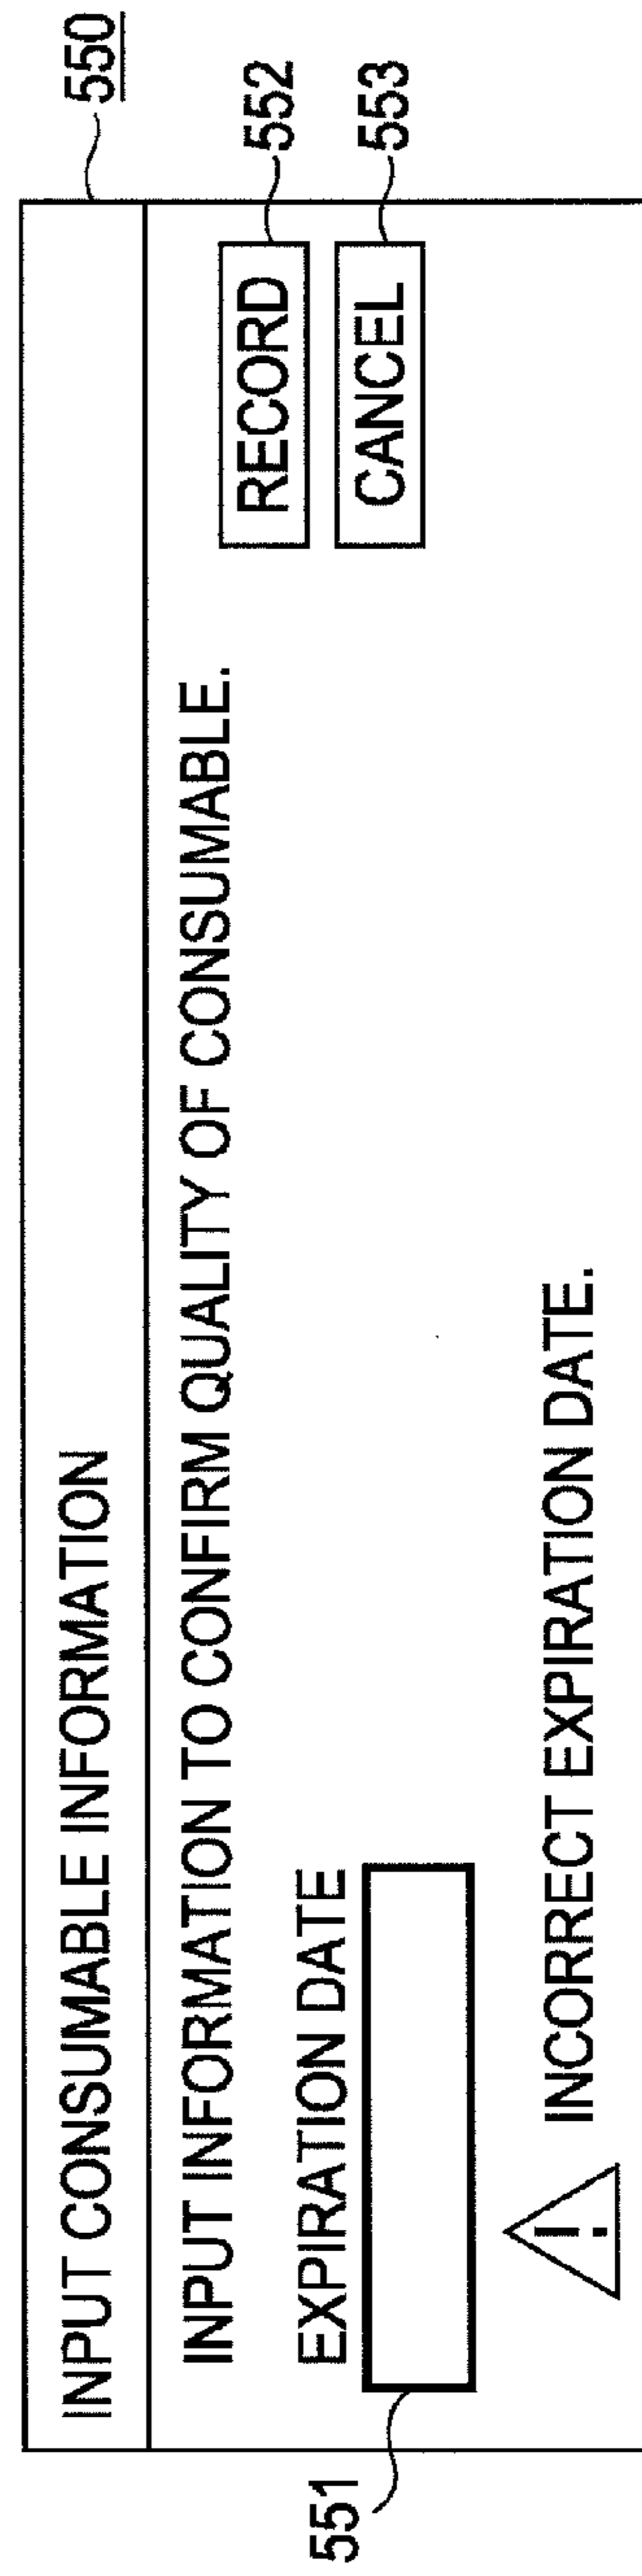 550
INPUT CONSUMABLE INFORMATION
INPUT INFORMATION TO CONFIRM QUALITY OF CONSUMABLE.
RECORD
552
EXPIRATION DATE
CANCEL
553
551
INCORRECT EXPIRATION DATE.